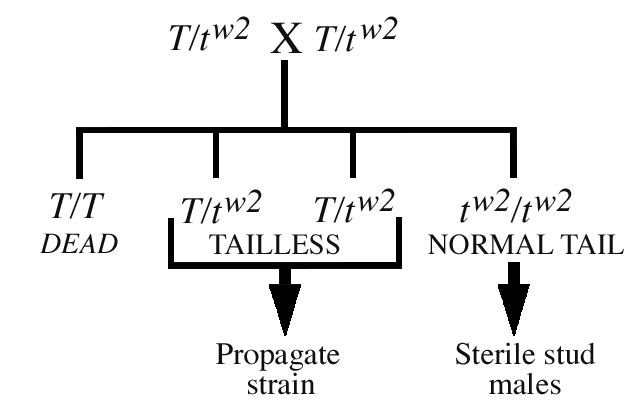 T/t^w2 X T/t^w2
T/T T/t^w2 T/t^w2 t^w2/t^w2
DEAD TAILLESS NORMAL TAIL
Propagate Sterile stud
strain males